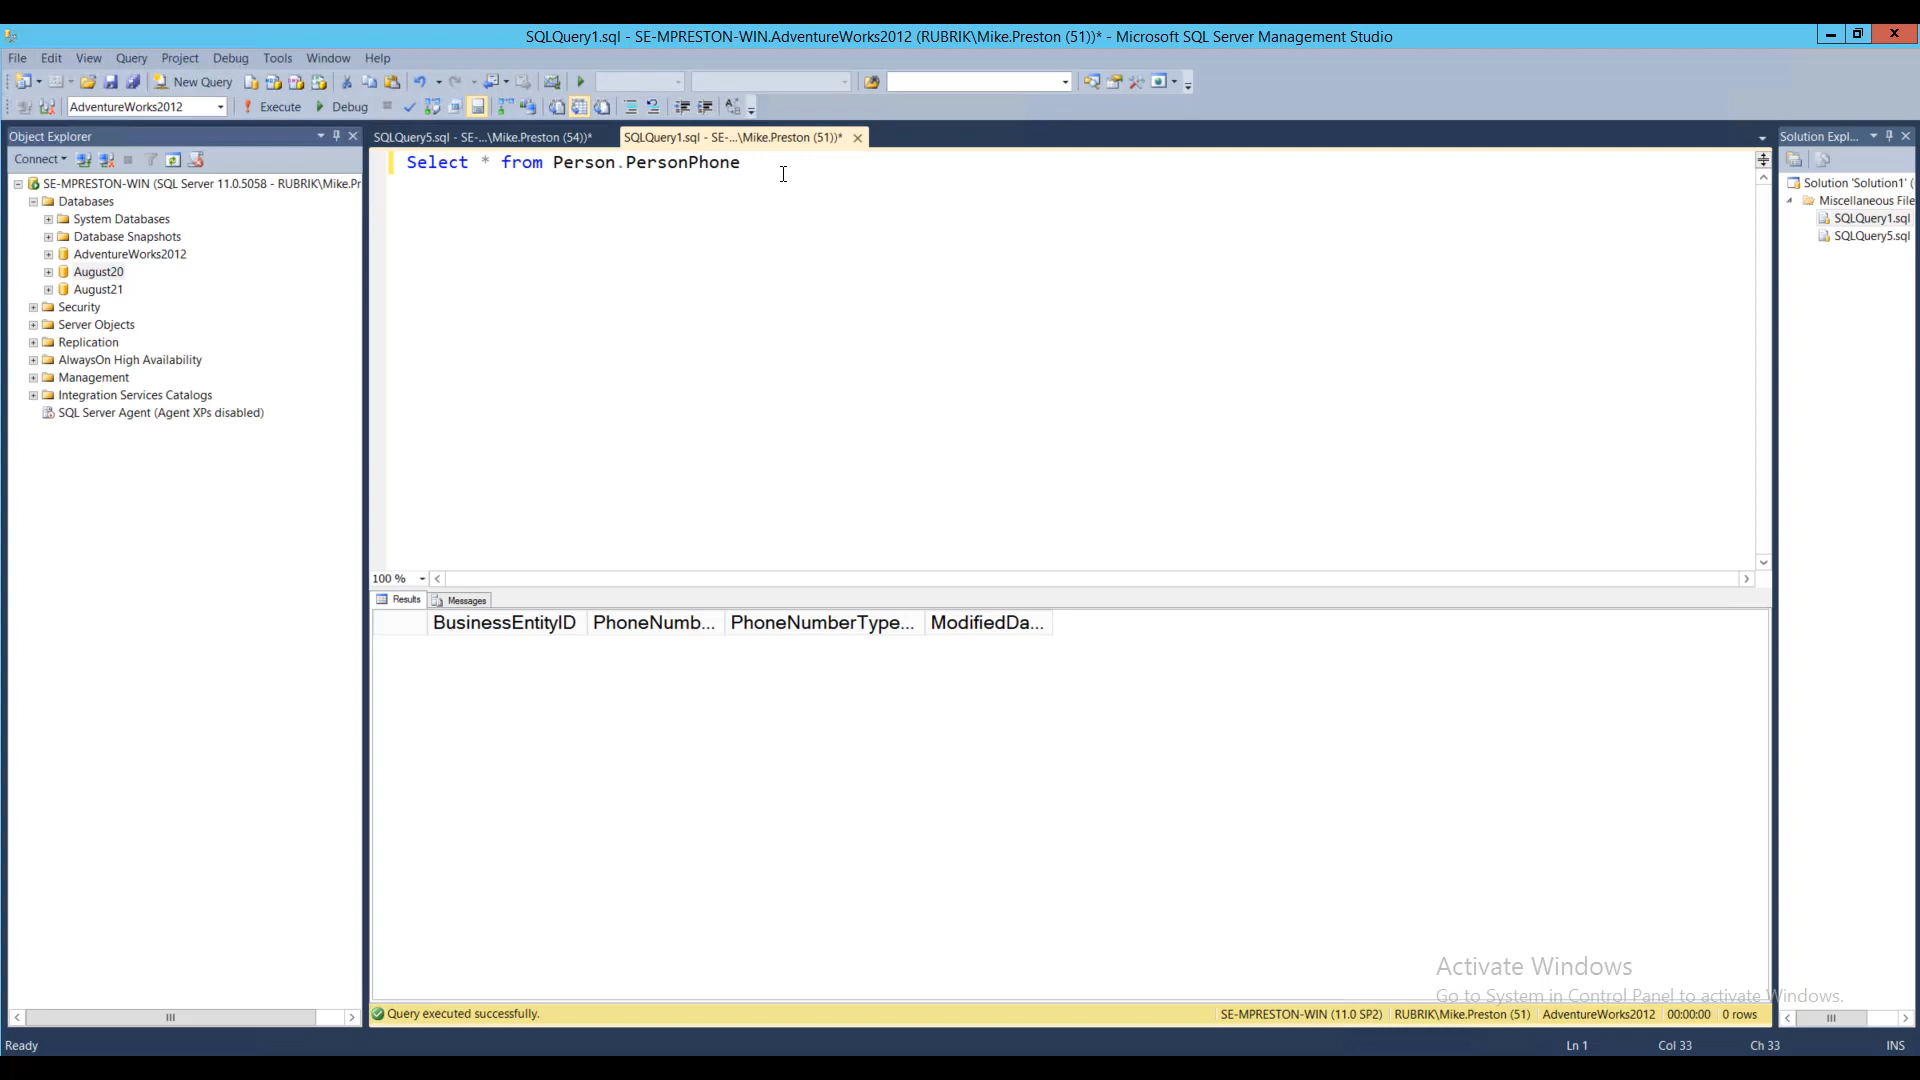 SQLQuery1.sql - SE-MPRESTON-WIN.AdventureWorks2012 (RUBRIK\Mike.Preston (51))* - Microsoft SQL Server Management Studio
File Edit View Query Project Debug Tools Window Help
New Query
AdventureWorks2012 Execute Debug
Object Explorer
SQLQuery5.sql - SE-...\Mike.Preston (54))* SQLQuery1.sql - SE-...\Mike.Preston (51))*
Solution Expl...
Connect
Select * from Person.PersonPhone
SE-MPRESTON-WIN (SQL Server 11.0.5058 - RUBRIK\Mike.Pr
Databases
System Databases
Database Snapshots
AdventureWorks2012
August20
August21
Security
Server Objects
Replication
AlwaysOn High Availability
Management
Integration Services Catalogs
SQL Server Agent (Agent XPs disabled)
Solution 'Solution1' (
Miscellaneous File
SQLQuery1.sql
SQLQuery5.sql
100 %
Results Messages
BusinessEntityID PhoneNumb... PhoneNumberType... ModifiedDa...
Activate Windows
Go to System in Control Panel to activate Windows.
Query executed successfully. SE-MPRESTON-WIN (11.0 SP2) RUBRIK\Mike.Preston (51) AdventureWorks2012 00:00:00 0 rows
Ready Ln 1 Col 33 Ch 33 INS